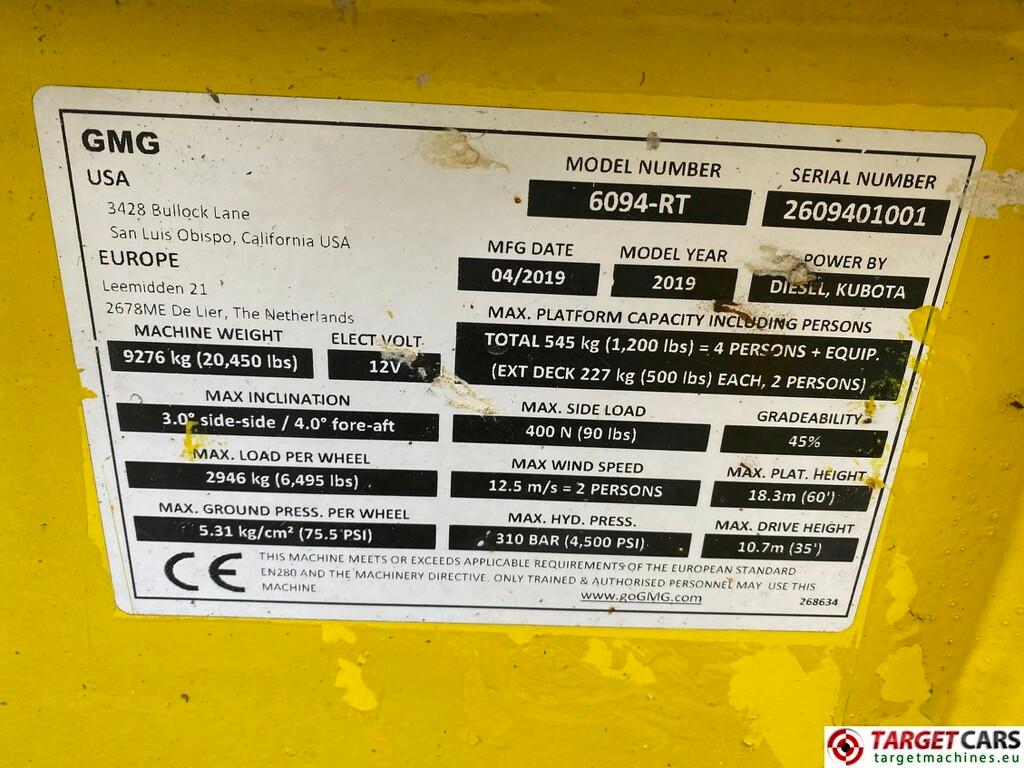 GMG
USA
3428 Bullock Lane
San Luis Obispo, California USA
EUROPE
Leemidden 21
2678ME De Lier, The Netherlands
MODEL NUMBER
6094-RT
SERIAL NUMBER
2609401001
MFG DATE
04/2019
MODEL YEAR
2019
POWER BY
DIESEL, KUBOTA
MACHINE WEIGHT
9276 kg (20,450 lbs)
ELECT VOLT.
12V
MAX. PLATFORM CAPACITY INCLUDING PERSONS
TOTAL 545 kg (1,200 lbs) = 4 PERSONS + EQUIP.
(EXT DECK 227 kg (500 lbs) EACH, 2 PERSONS)
MAX INCLINATION
3.0° side-side / 4.0° fore-aft
MAX. SIDE LOAD
400 N (90 lbs)
GRADEABILITY
45%
MAX. LOAD PER WHEEL
2946 kg (6,495 lbs)
MAX WIND SPEED
12.5 m/s = 2 PERSONS
MAX. PLAT. HEIGHT
18.3m (60')
MAX. GROUND PRESS. PER WHEEL
5.31 kg/cm² (75.5 PSI)
MAX. HYD. PRESS.
310 BAR (4,500 PSI)
MAX. DRIVE HEIGHT
10.7m (35')
CE
THIS MACHINE MEETS OR EXCEEDS APPLICABLE REQUIREMENTS OF THE EUROPEAN STANDARD
EN280 AND THE MACHINERY DIRECTIVE. ONLY TRAINED & AUTHORISED PERSONNEL MAY USE THIS
MACHINE.
www.goGMG.com
268634
TARGETCARS
targetmachines.eu